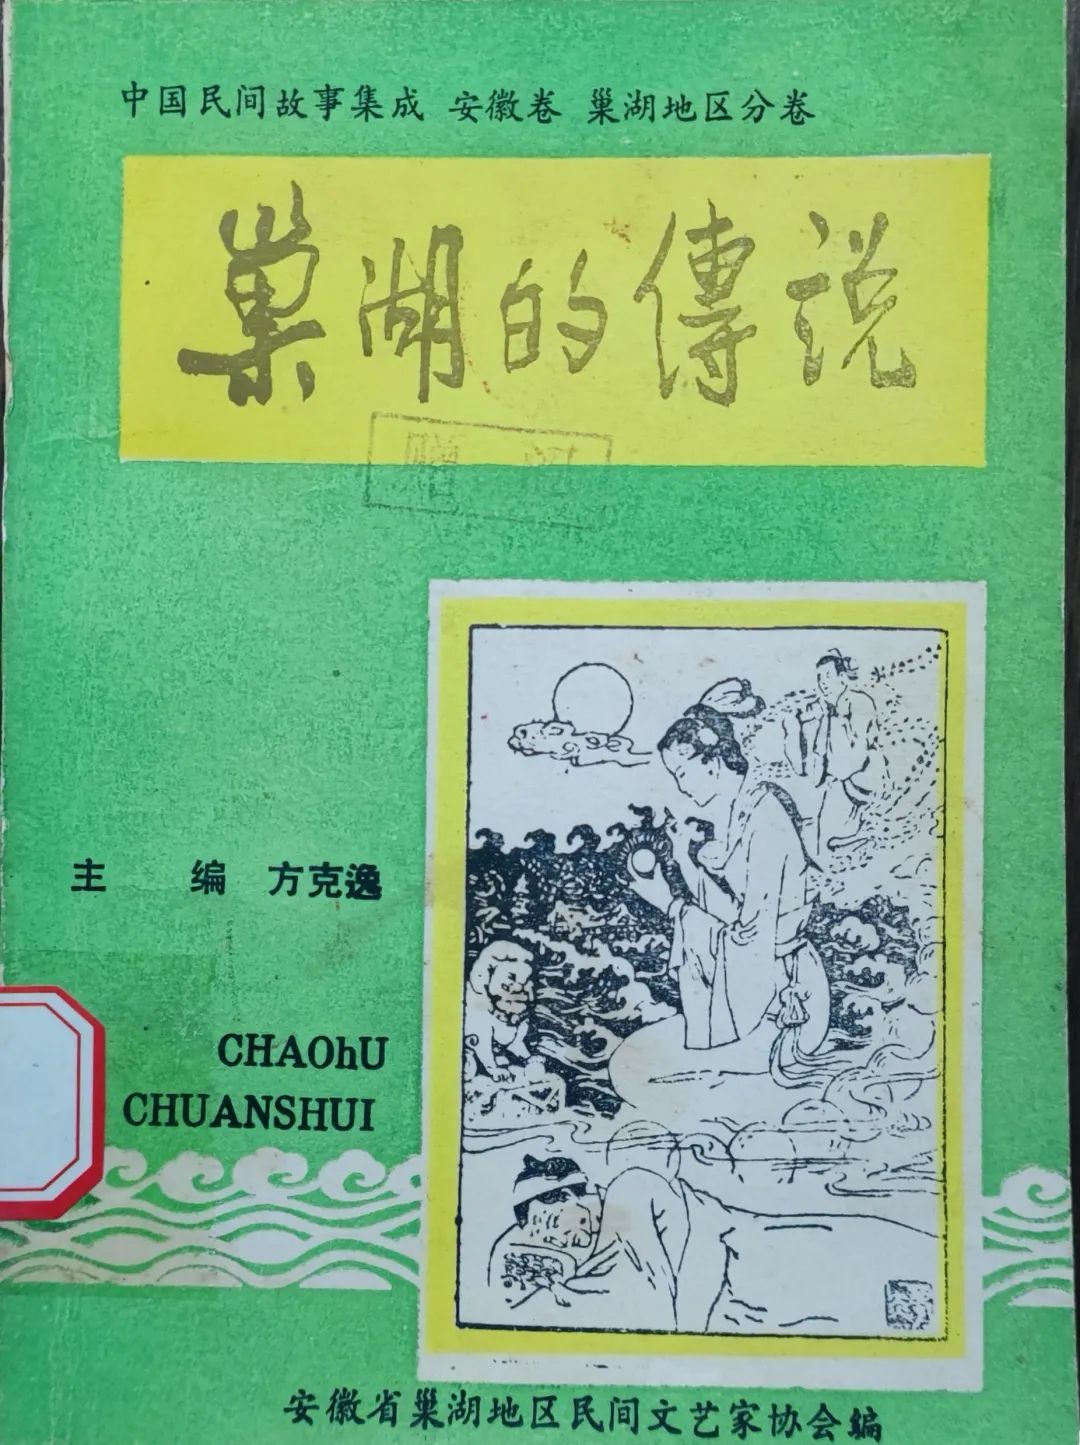 中国民间故事集成 安徽卷 巢湖地区分卷
巢湖的傳说
主 编 方克逸
CHAOhU
CHUANSHUI
安徽省巢湖地区民间文艺家协会编